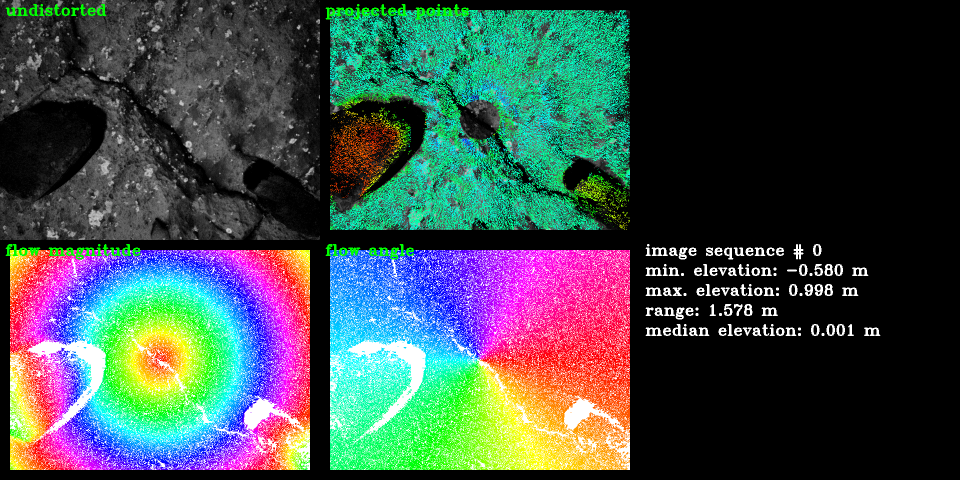 undistorted
projected points
flow magnitude
flow angle
image sequence # 0
min. elevation: −0.580 m
max. elevation: 0.998 m
range: 1.578 m
median elevation: 0.001 m